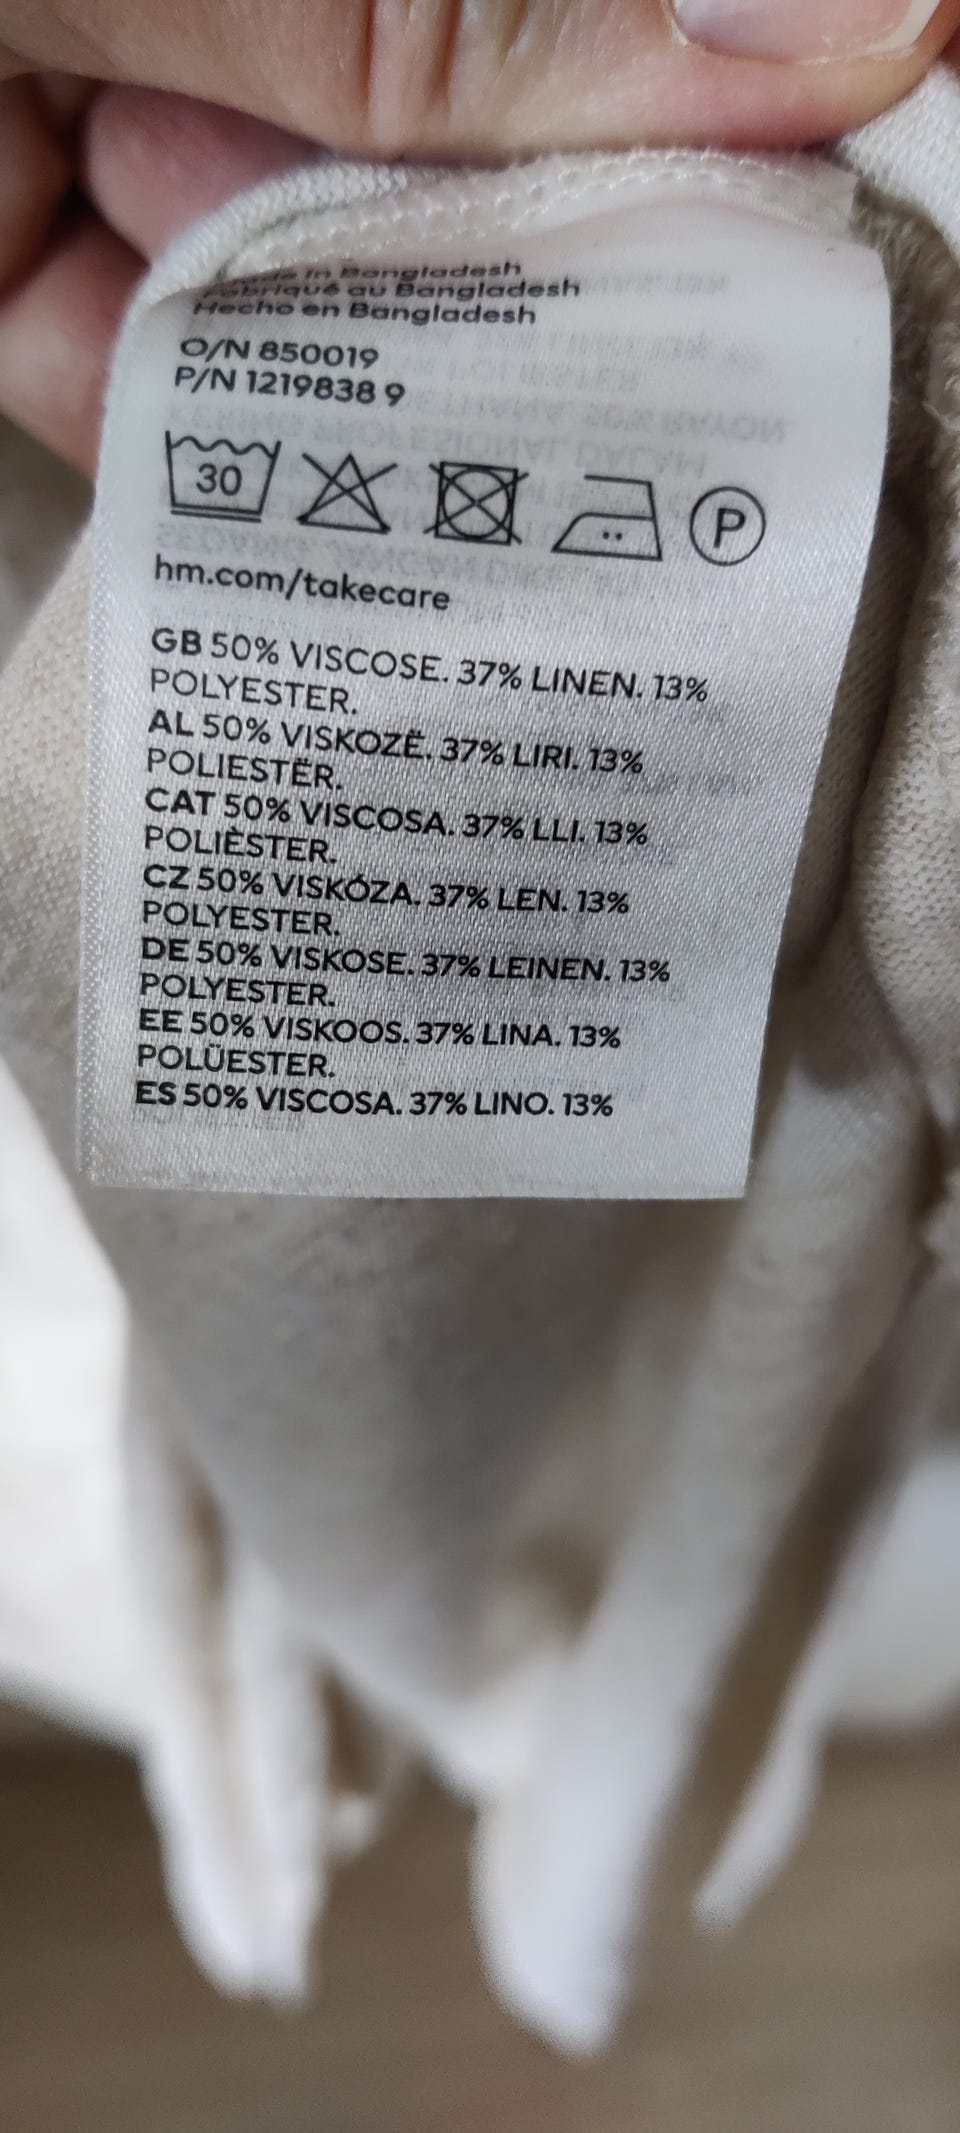 Made in Bangladesh
Fabriqué au Bangladesh
Hecho en Bangladesh
O/N 850019
P/N 1219838 9
30
P
hm.com/takecare
GB 50% VISCOSE. 37% LINEN. 13%
POLYESTER.
AL 50% VISKOZË. 37% LIRI. 13%
POLIESTËR.
CAT 50% VISCOSA. 37% LLI. 13%
POLIÈSTER.
CZ 50% VISKÓZA. 37% LEN. 13%
POLYESTER.
DE 50% VISKOSE. 37% LEINEN. 13%
POLYESTER.
EE 50% VISKOOS. 37% LINA. 13%
POLÜESTER.
ES 50% VISCOSA. 37% LINO. 13%